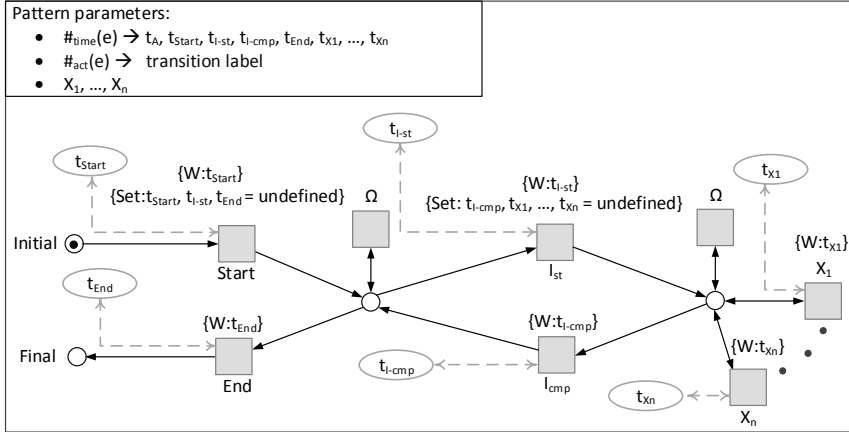 Pattern parameters:
• #time(e) → tA, tStart, tI-st, tI-cmp, tEnd, tX1, ..., tXn
• #act(e) → transition label
• X1, ..., Xn
tStart
{W:tStart}
{Set:tStart, tI-st, tEnd = undefined}
Ω
tI-st
{W:tI-st}
{Set: tI-cmp, tX1, ..., tXn = undefined}
Ω
tX1
{W:tX1}
X1
Initial
Start
Ist
tEnd
{W:tEnd}
{W:tI-cmp}
{W:tXn}
Final
End
tI-cmp
Icmp
tXn
Xn